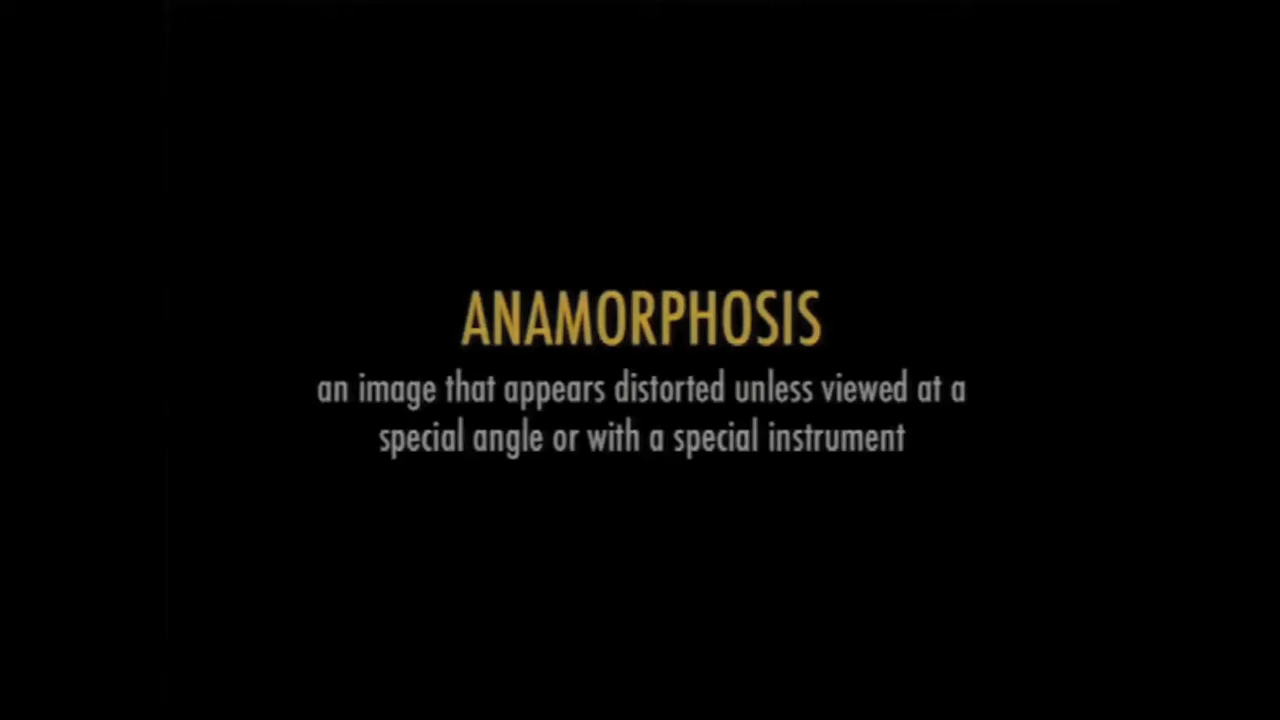 ANAMORPHOSIS
an image that appears distorted unless viewed at a
special angle or with a special instrument